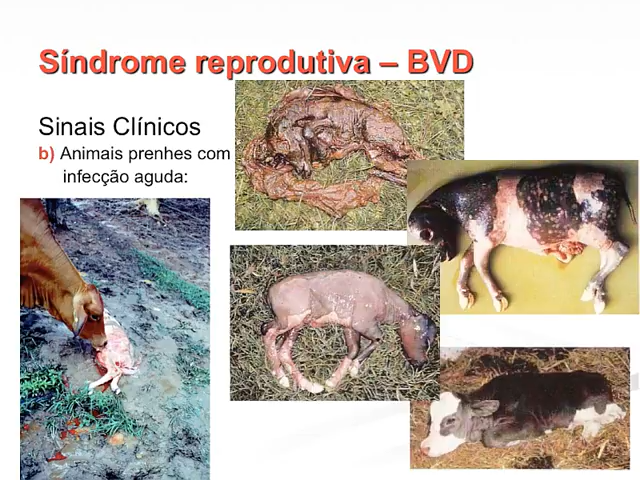 Síndrome reprodutiva – BVD
Sinais Clínicos
b) Animais prenhes com
infecção aguda: